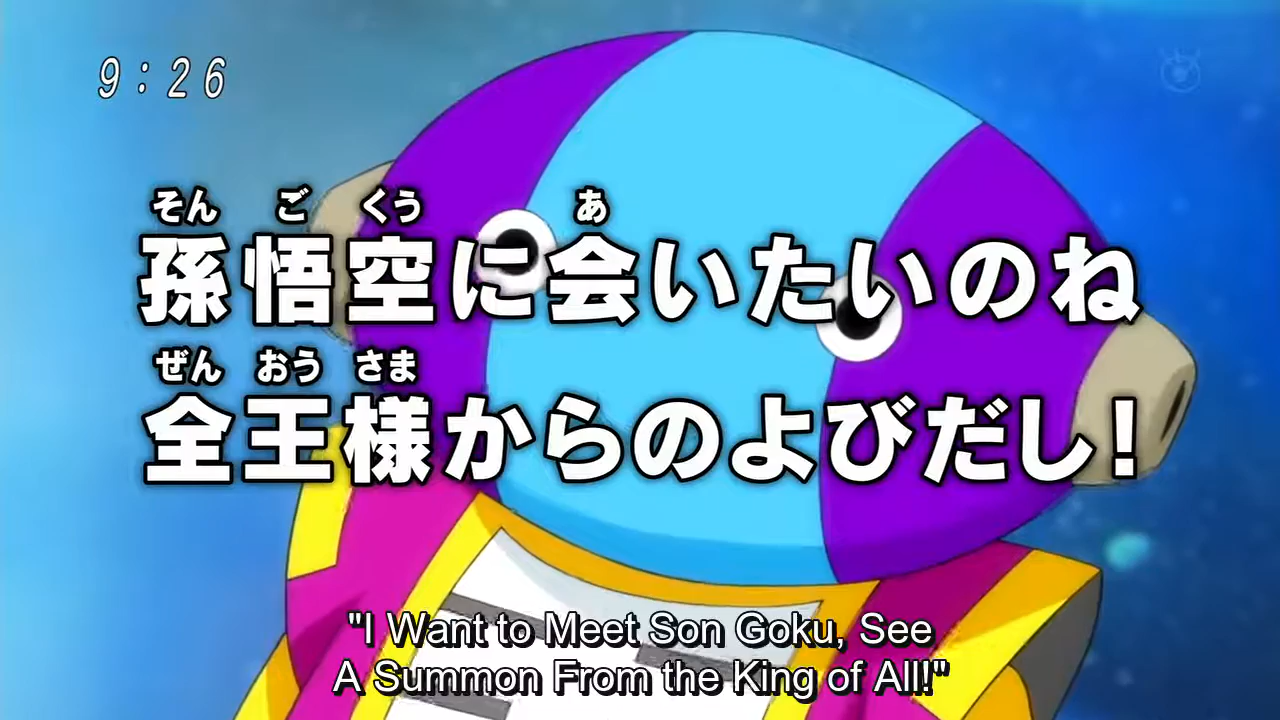 9:26
そん ご くう あ
孫悟空に会いたいのね
ぜん おう さま
全王様からのよびだし!
"I Want to Meet Son Goku, See
A Summon From the King of All!"